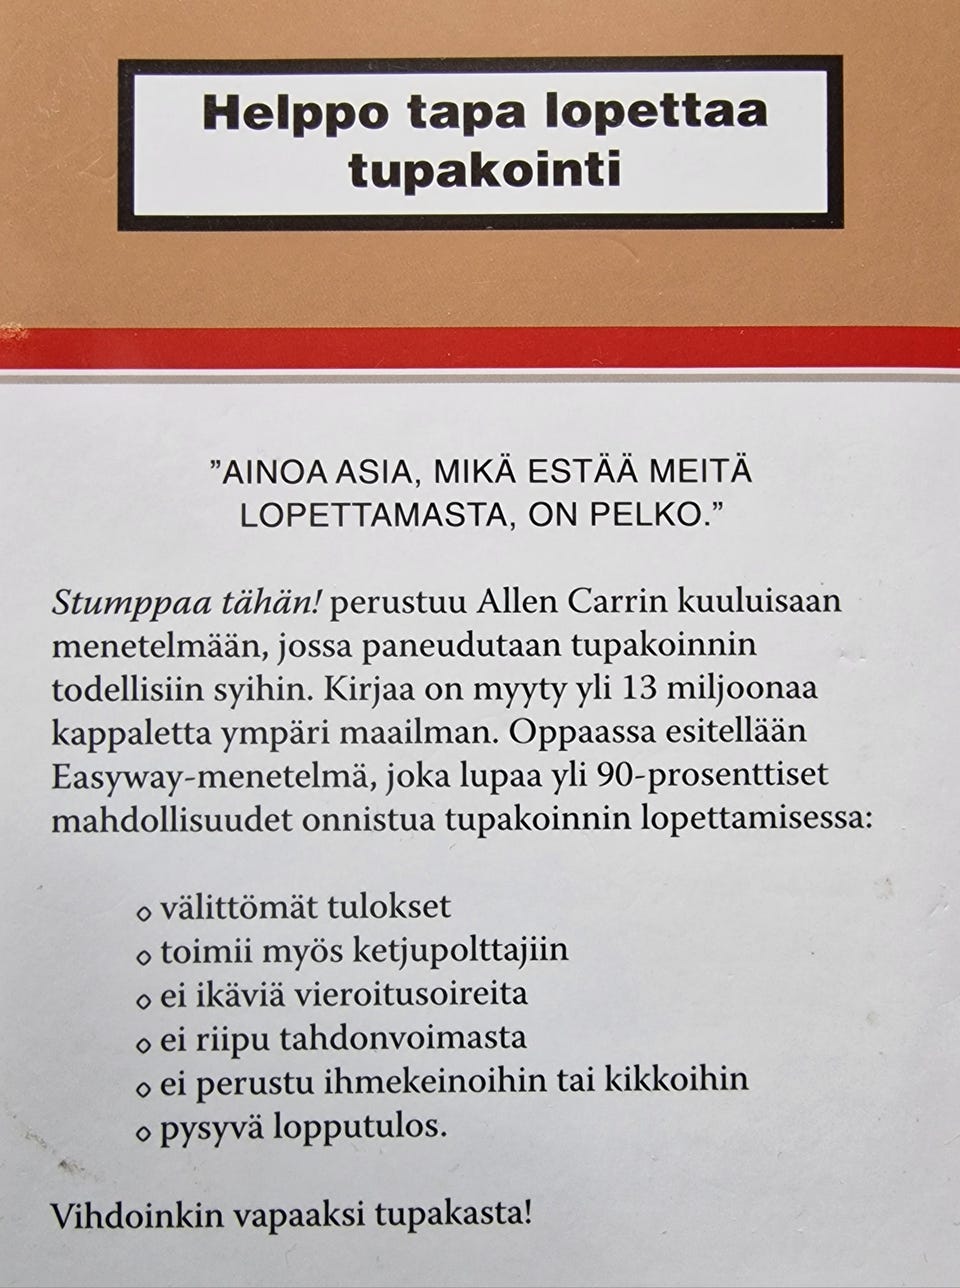 Helppo tapa lopettaa
tupakointi
”AINOA ASIA, MIKÄ ESTÄÄ MEITÄ
LOPETTAMASTA, ON PELKO.”
Stumppaa tähän! perustuu Allen Carrin kuuluisaan
menetelmään, jossa paneudutaan tupakoinnin
todellisiin syihin. Kirjaa on myyty yli 13 miljoonaa
kappaletta ympäri maailman. Oppaassa esitellään
Easyway-menetelmä, joka lupaa yli 90-prosenttiset
mahdollisuudet onnistua tupakoinnin lopettamisessa:
◊ välittömät tulokset
◊ toimii myös ketjupolttajiin
◊ ei ikäviä vieroitusoireita
◊ ei riipu tahdonvoimasta
◊ ei perustu ihmekeinoihin tai kikkoihin
◊ pysyvä lopputulos.
Vihdoinkin vapaaksi tupakasta!